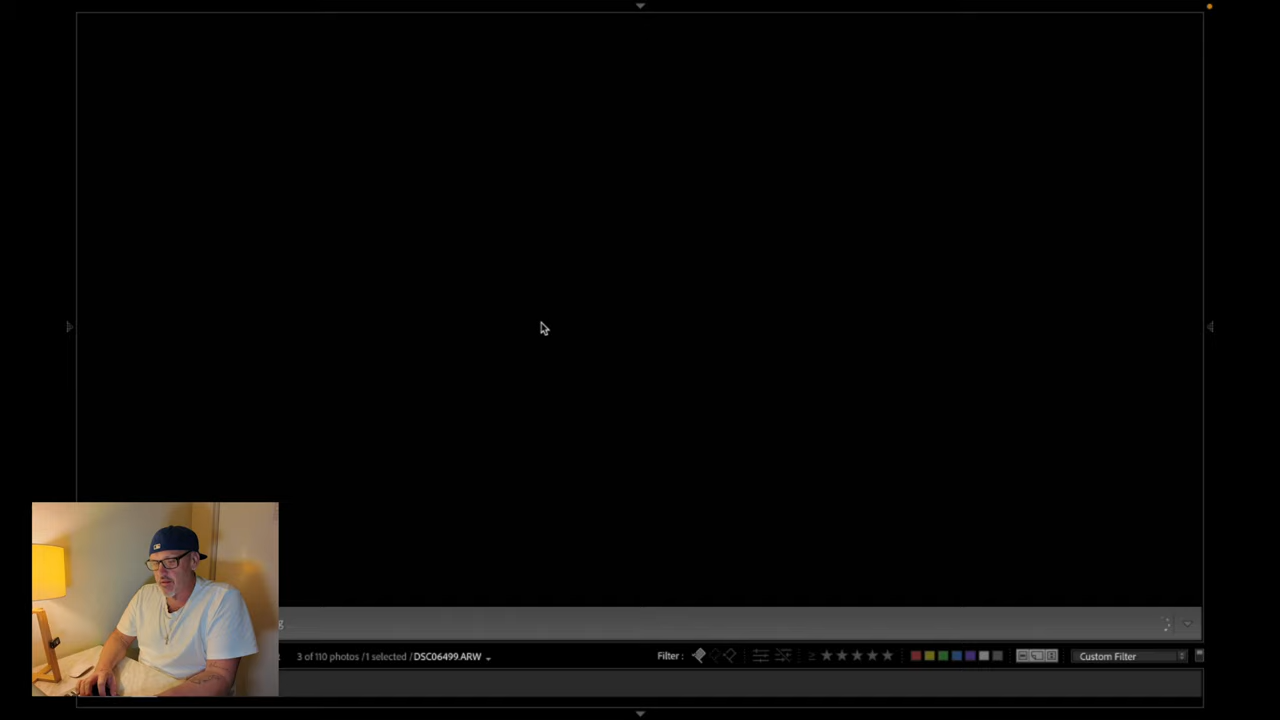 3 of 110 photos /1 selected / DSC06499.ARW
Filter :
≥
Custom Filter